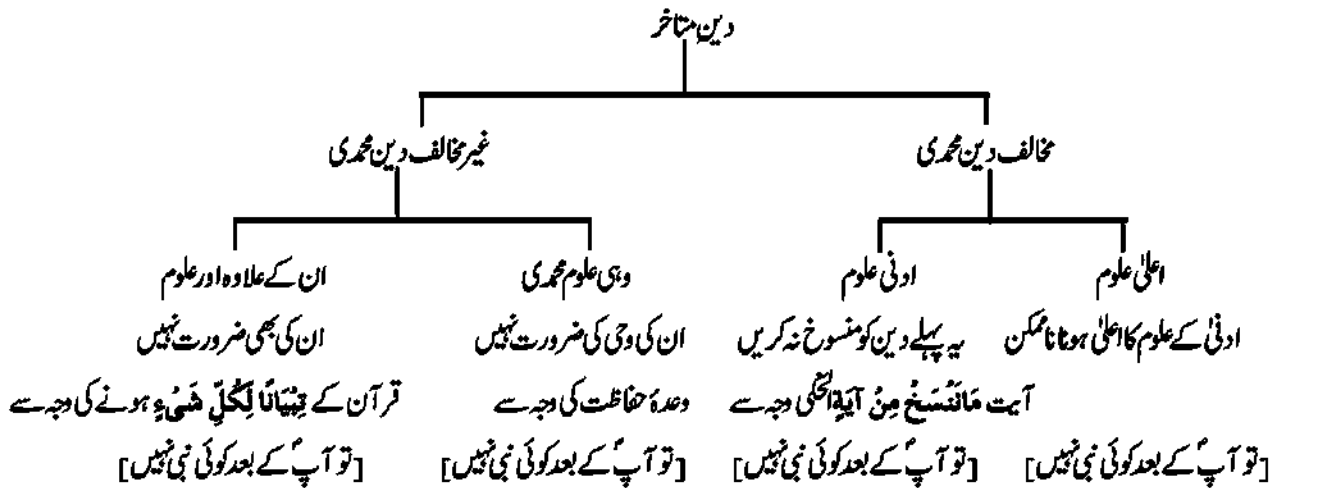 دینِ متاخر
مخالف دین محمدی
غیر مخالف دین محمدی
اعلیٰ علوم
ادنی علوم
وہی علوم محمدی
ان کے علاوہ اور علوم
ادنیٰ کے علوم کا اعلیٰ ہونا ناممکن
یہ پہلے دین کو منسوخ نہ کریں
ان کی وحی کی ضرورت نہیں
ان کی بھی ضرورت نہیں
آیت مَانَنْسَخْ مِنْ آيَةٍ الخ کی وجہ سے
وعدۂ حفاظت کی وجہ سے
قرآن کے تِبْيَانًا لِّكُلِّ شَيْءٍ ہونے کی وجہ سے
[تو آپؐ کے بعد کوئی نبی نہیں]
[تو آپؐ کے بعد کوئی نبی نہیں]
[تو آپؐ کے بعد کوئی نبی نہیں]
[تو آپؐ کے بعد کوئی نبی نہیں]